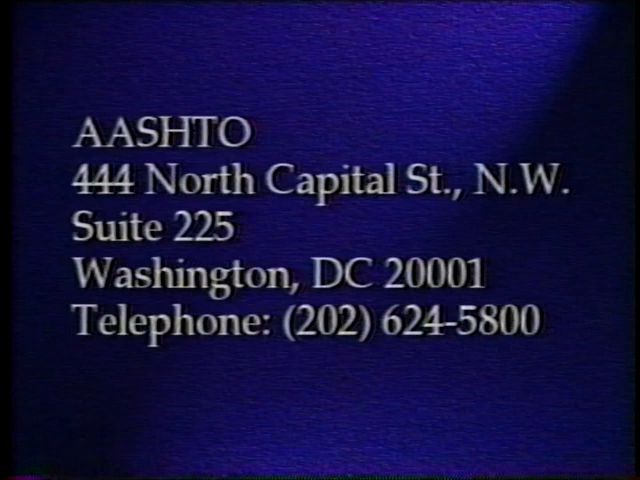 AASHTO
444 North Capital St., N.W.
Suite 225
Washington, DC 20001
Telephone: (202) 624-5800